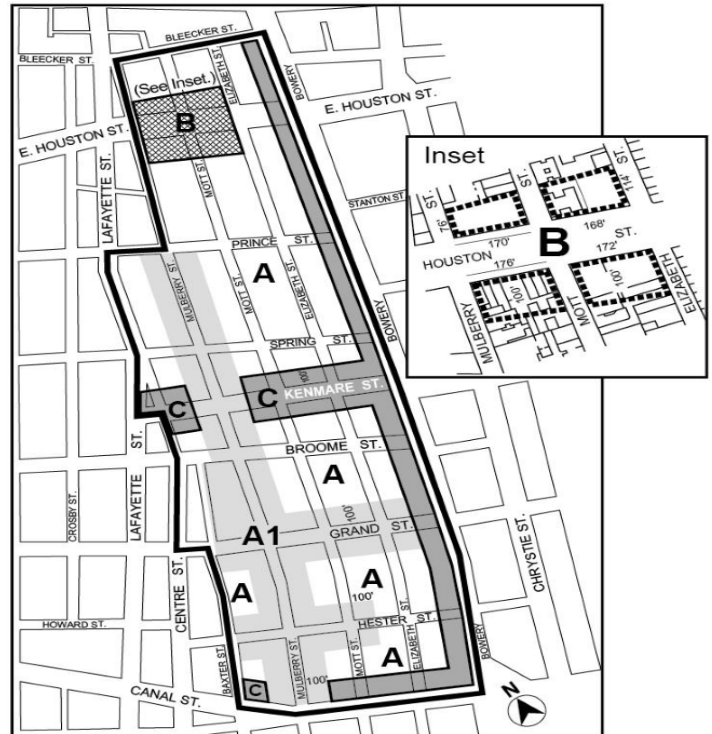 BLEECKER ST.
BLEECKER ST.
ELIZABETH ST.
BOWERY
(See Inset.)
B
E. HOUSTON ST.
E. HOUSTON ST.
LAFAYETTE ST.
MOTT ST.
STANTON ST.
PRINCE ST.
MULBERRY ST.
MOTT ST.
A
ELIZABETH ST.
BOWERY
SPRING ST.
100'
C
C
KENMARE ST.
BROOME ST.
CROSBY ST.
LAFAYETTE ST.
A
100'
A1
GRAND ST.
CENTRE ST.
CHRYSTIE ST.
A
A
100'
HOWARD ST.
HESTER ST.
BAXTER ST.
MULBERRY ST.
MOTT ST.
ELIZABETH ST.
A
BOWERY
C
100'
CANAL ST.
N
Inset
ST.
ST.
76'
114'
170'
168'
B
HOUSTON ST.
176'
172'
100'
100'
MULBERRY
MOTT
ELIZABETH